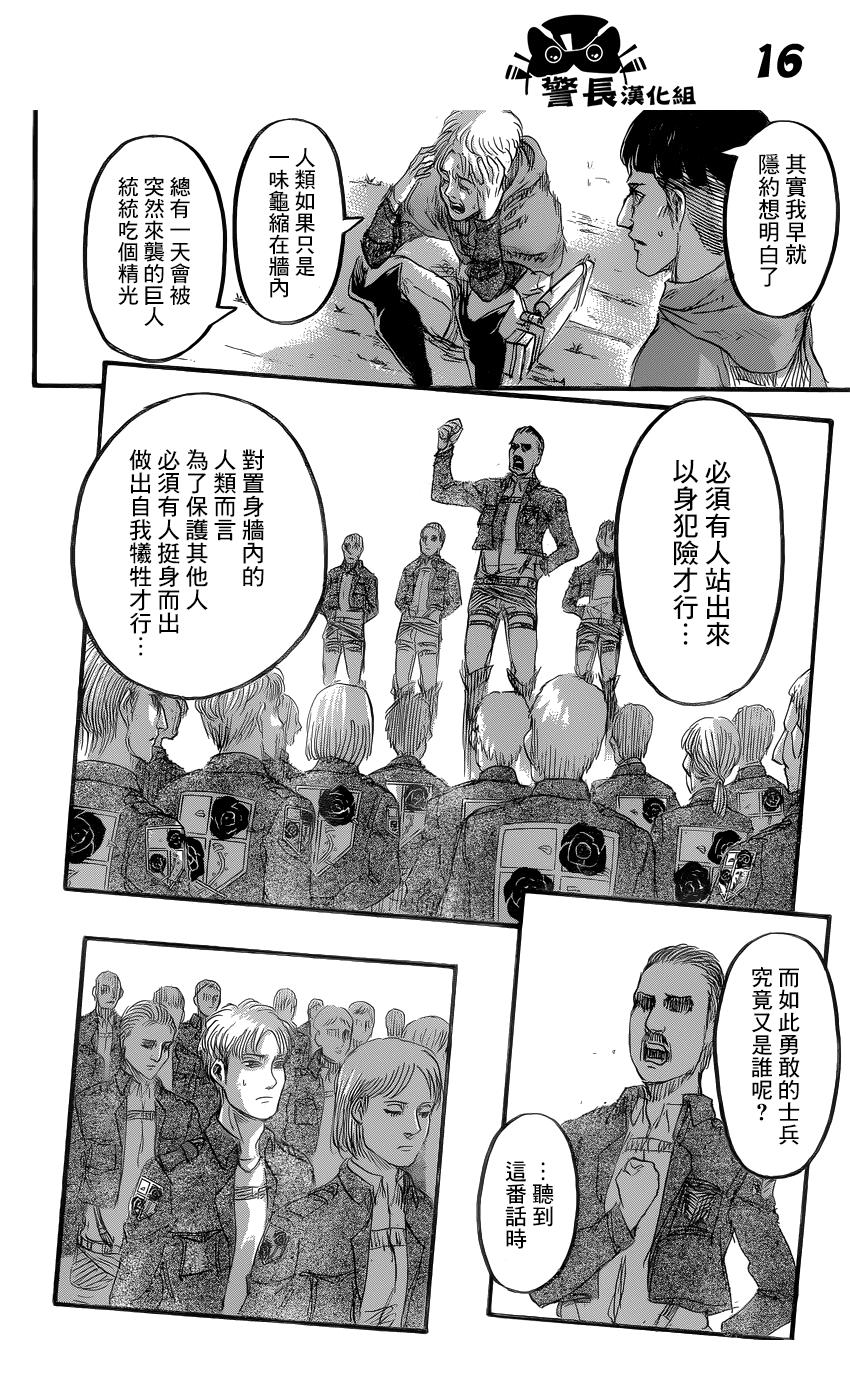 警長漢化組
16
其實我早就
隱約想明白了
人類如果只是
一味龜縮在牆內
總有一天會被
突然來襲的巨人
統統吃個精光
必須有人站出來
以身犯險才行…
對置身牆內的
人類而言
為了保護其他人
必須有人挺身而出
做出自我犧牲才行…
而如此勇敢的士兵
究竟又是誰呢?
…聽到
這番話時